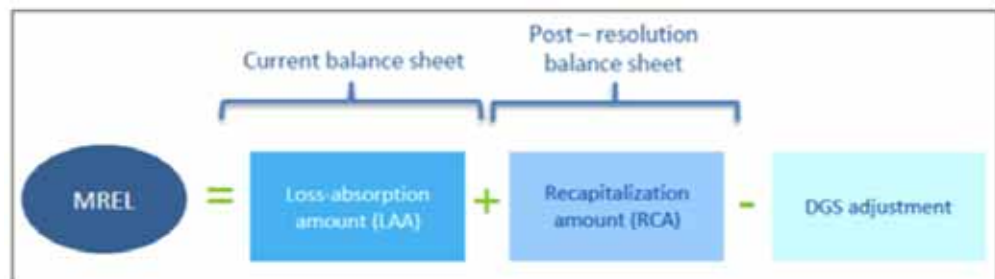 Current balance sheet
Post – resolution
balance sheet
MREL
=
Loss-absorption
amount (LAA)
+
Recapitalization
amount (RCA)
-
DGS adjustment